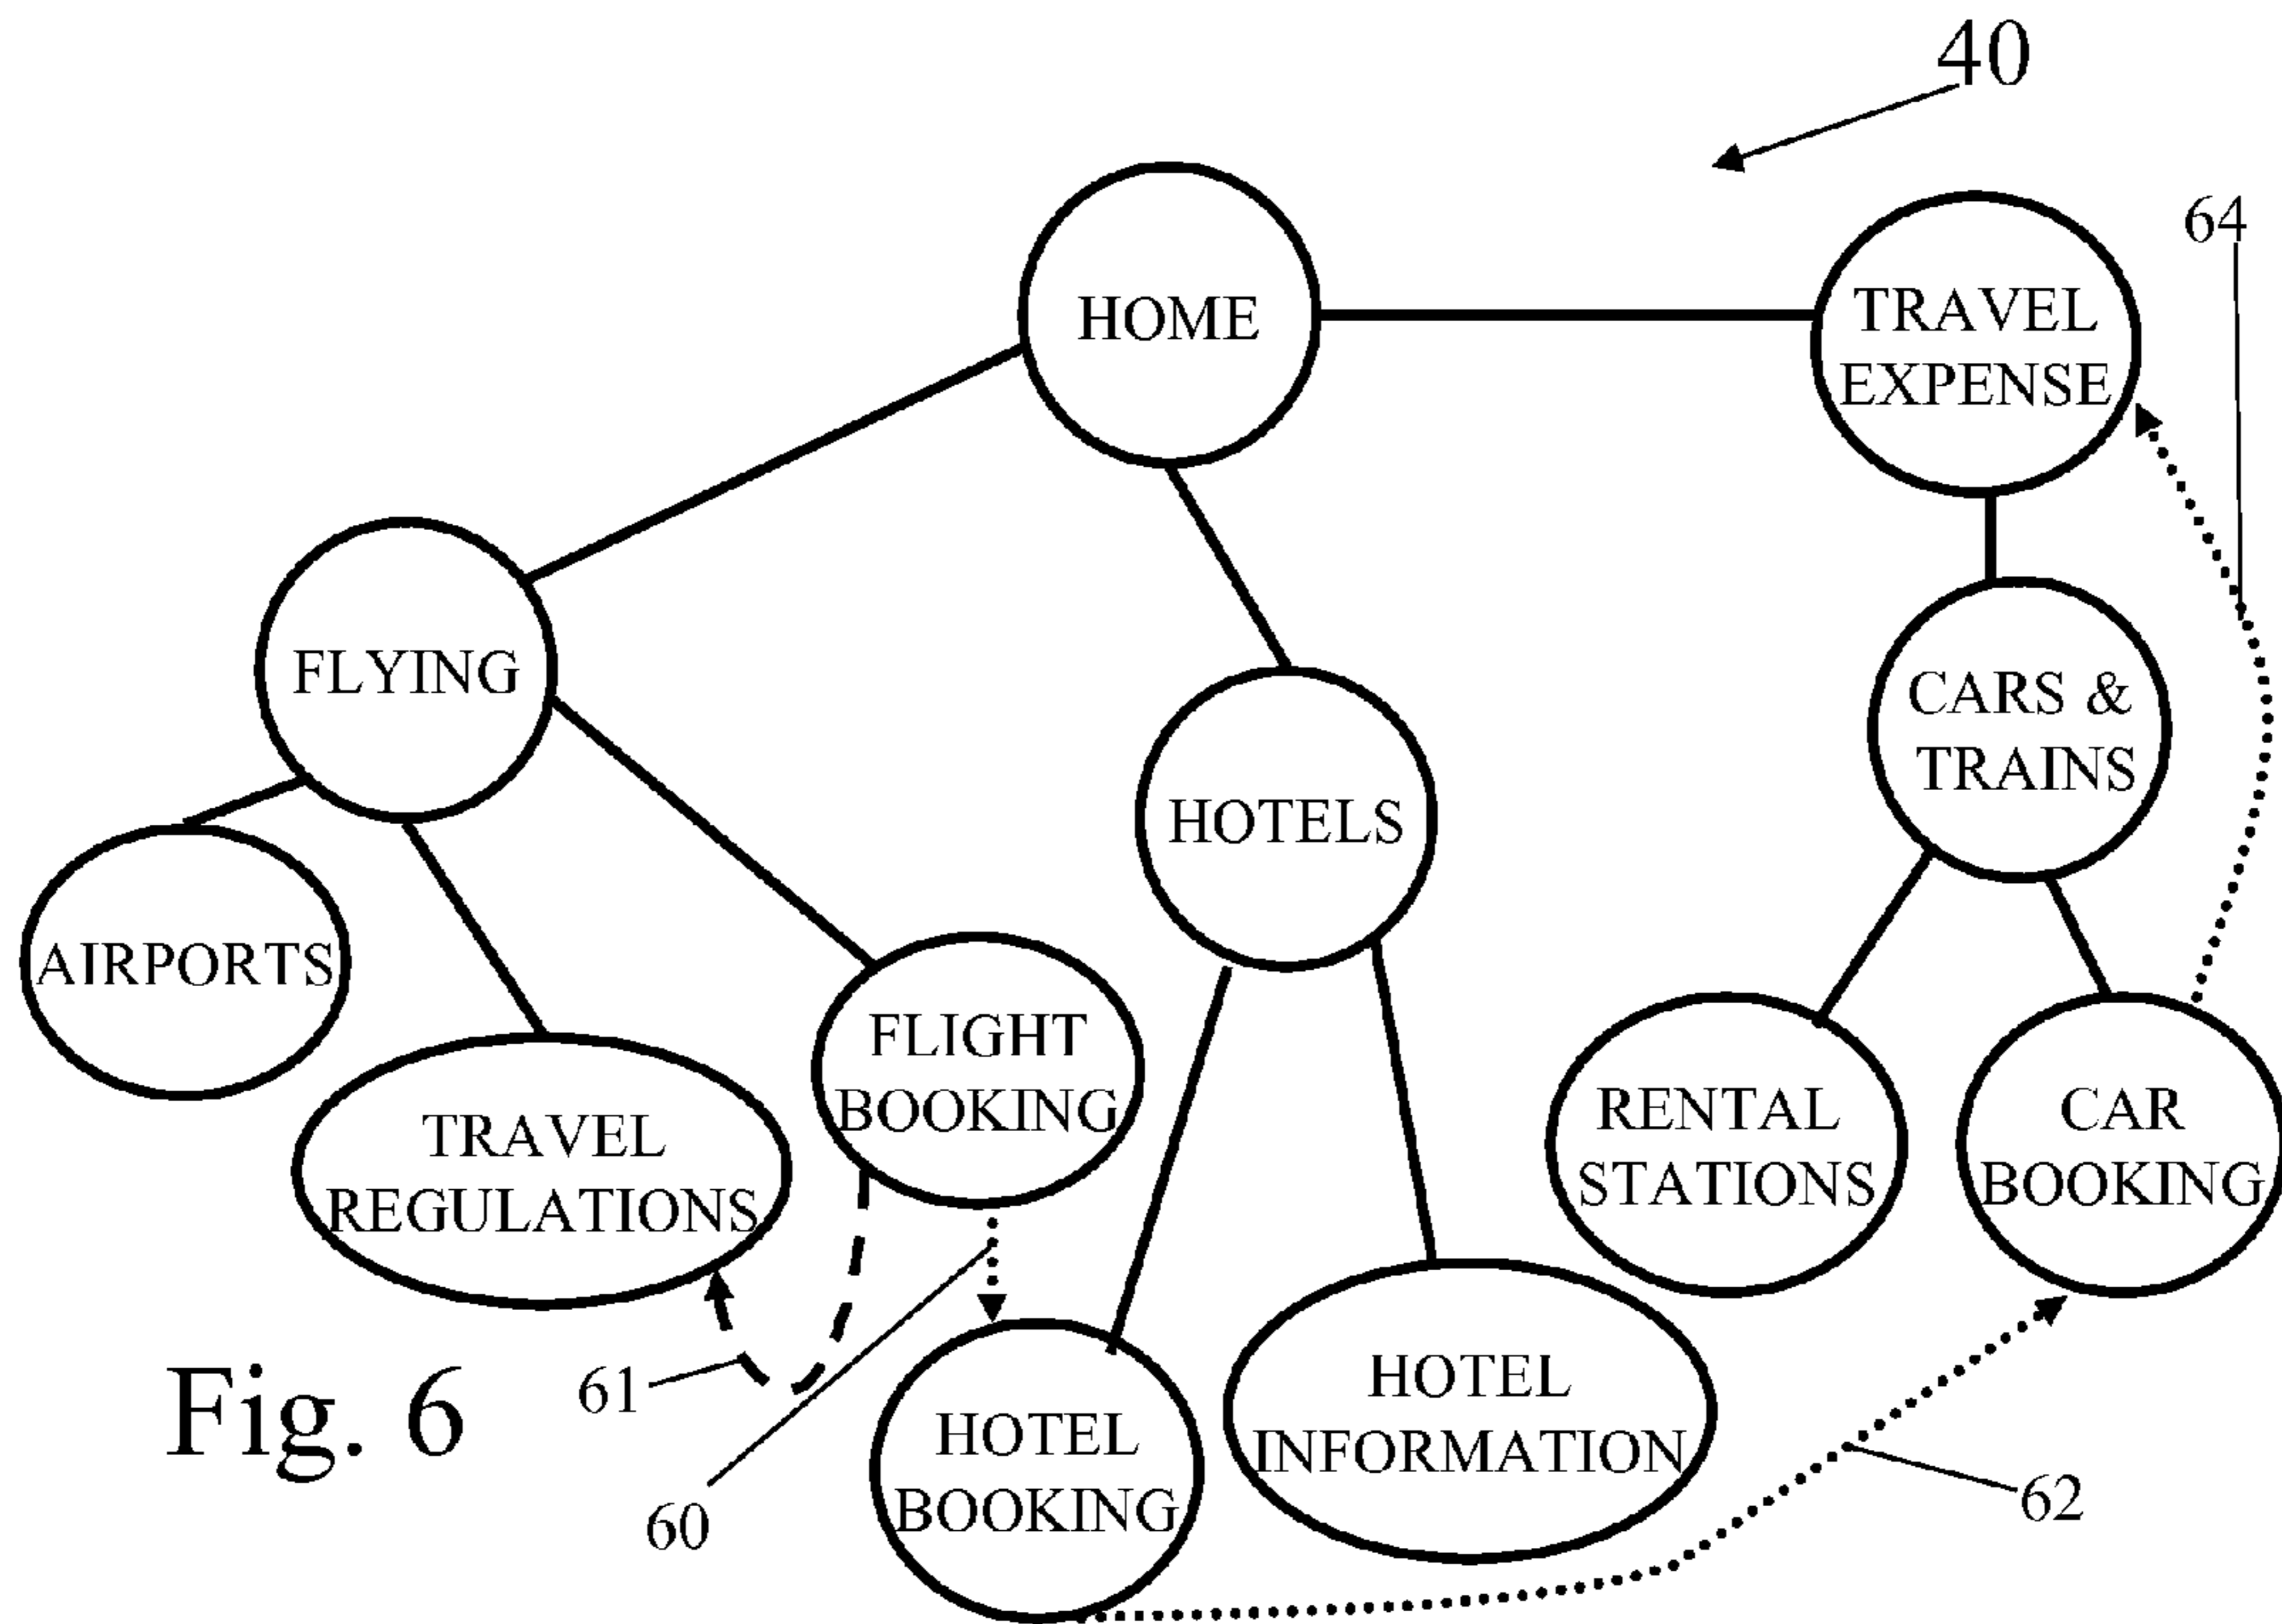 40
64
HOME
TRAVEL
EXPENSE
FLYING
CARS &
TRAINS
HOTELS
AIRPORTS
FLIGHT
BOOKING
TRAVEL
REGULATIONS
RENTAL
STATIONS
CAR
BOOKING
Fig. 6
61
HOTEL
BOOKING
HOTEL
INFORMATION
60
62